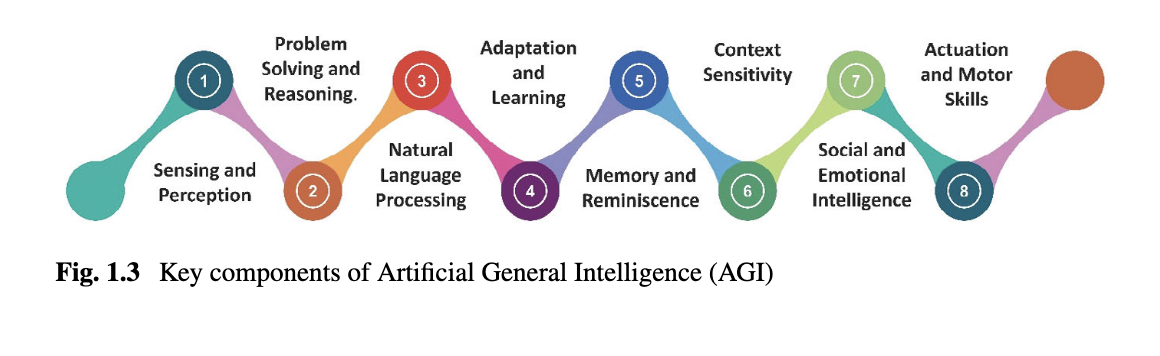 1
Sensing and
Perception
2
Problem
Solving and
Reasoning.
3
Natural
Language
Processing
4
Adaptation
and
Learning
5
Memory and
Reminiscence
6
Context
Sensitivity
7
Social and
Emotional
Intelligence
8
Actuation
and Motor
Skills
Fig. 1.3 Key components of Artificial General Intelligence (AGI)